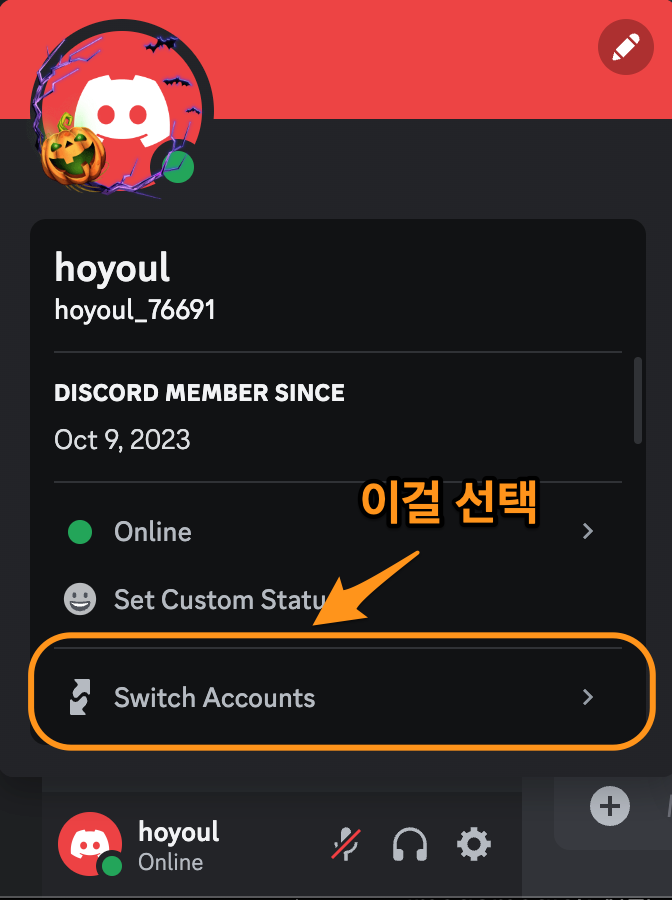 hoyoul
hoyoul_76691
DISCORD MEMBER SINCE
Oct 9, 2023
이걸 선택
Online
Set Custom Statu
Switch Accounts
hoyoul
Online